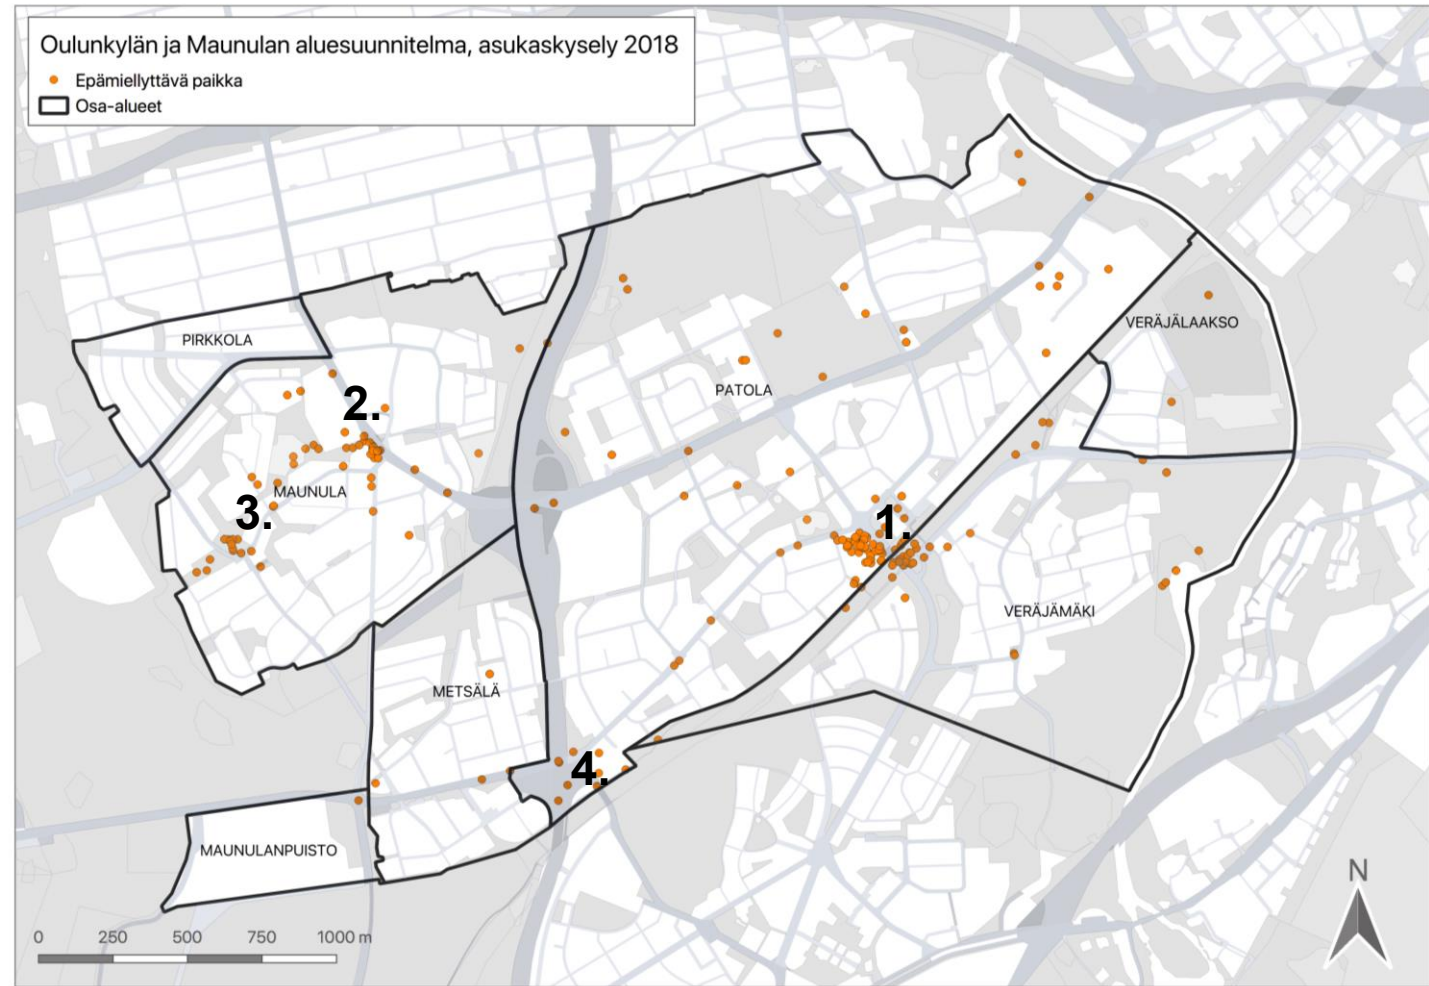 Oulunkylän ja Maunulan aluesuunnitelma, asukaskysely 2018
Epämiellyttävä paikka
Osa-alueet
PIRKKOLA
VERÄJÄLAAKSO
2.
PATOLA
MAUNULA
3.
1.
VERÄJÄMÄKI
METSÄLÄ
4.
MAUNULANPUISTO
N
0 250 500 750 1000 m